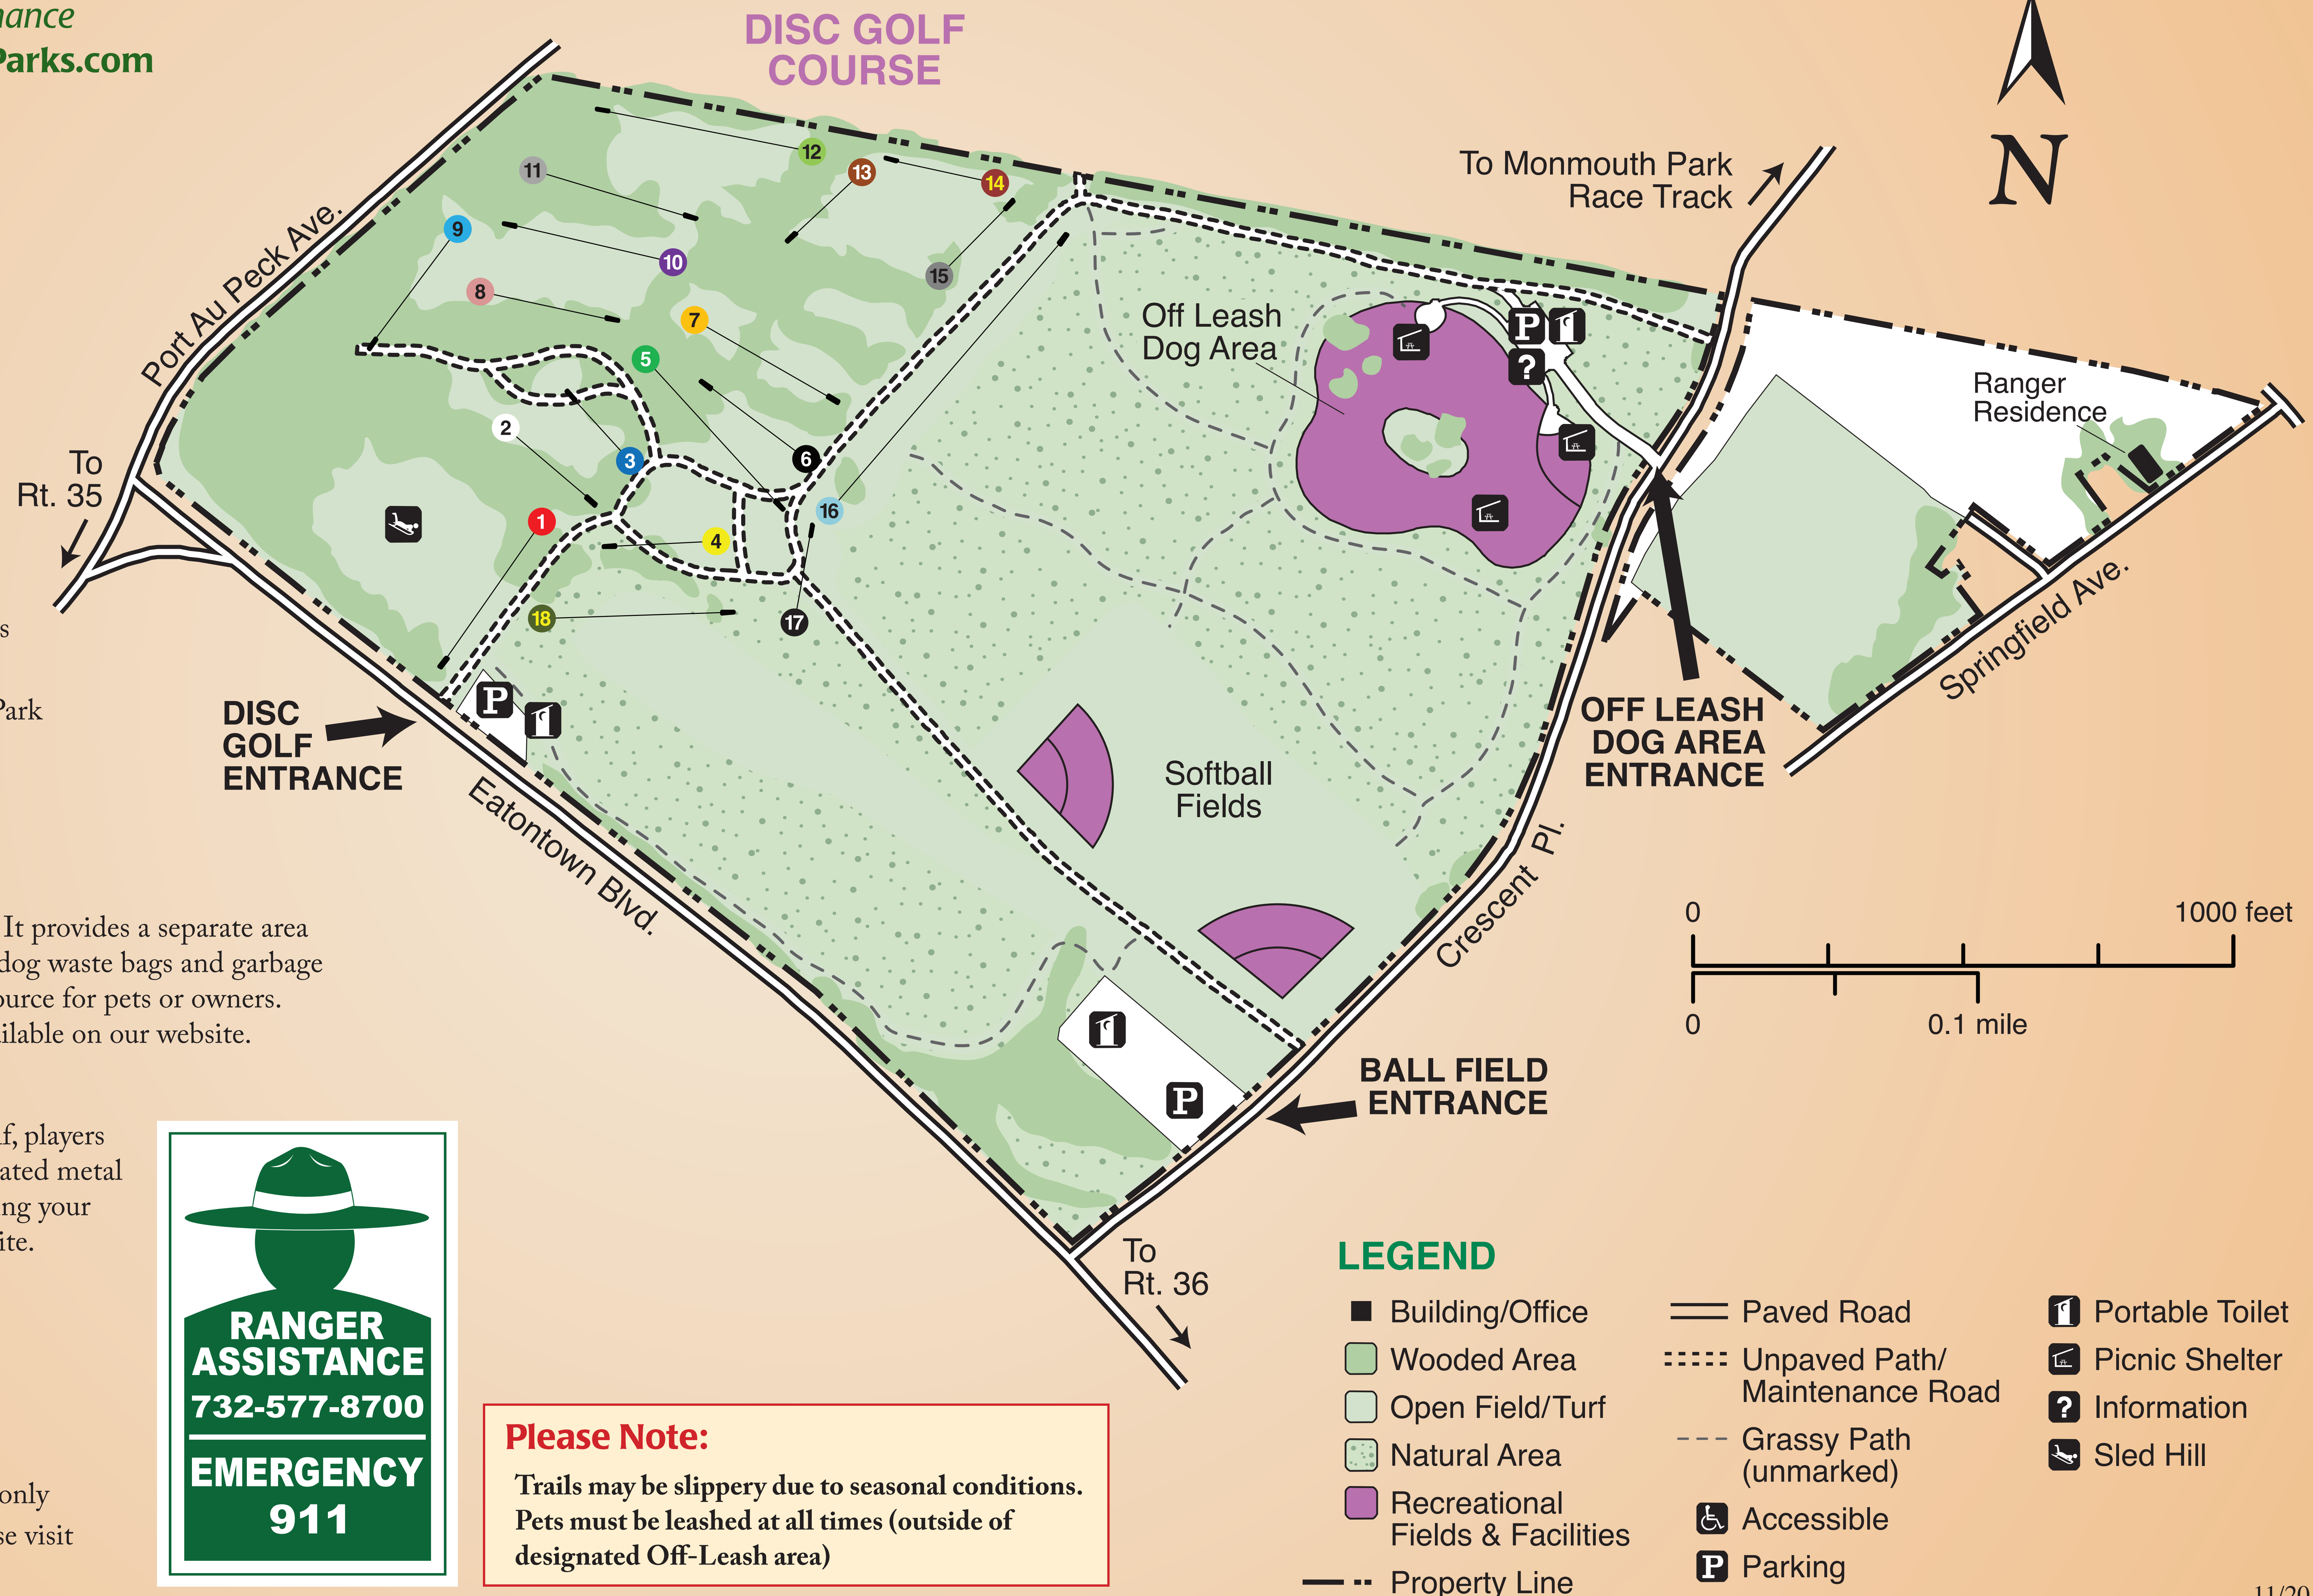 Parks.com
DISC GOLF
COURSE
To Monmouth Park
Race Track
N
Port Au Peck Ave.
To
Rt. 35
12
11
13
14
9
10
15
8
7
5
2
3
6
16
1
4
18
17
Off Leash
Dog Area
P
?
Ranger
Residence
Springfield Ave.
Park
DISC
GOLF
ENTRANCE
P
Eatontown Blvd.
Softball
Fields
OFF LEASH
DOG AREA
ENTRANCE
Crescent Pl.
0
1000 feet
0
0.1 mile
It provides a separate area
dog waste bags and garbage
for pets or owners.
on our website.
P
BALL FIELD
ENTRANCE
players
metal
your
To
Rt. 36
RANGER
ASSISTANCE
732-577-8700
EMERGENCY
911
only
visit
Please Note:
Trails may be slippery due to seasonal conditions.
Pets must be leashed at all times (outside of
designated Off-Leash area)
LEGEND
Building/Office
Wooded Area
Open Field/Turf
Natural Area
Recreational
Fields & Facilities
Property Line
Paved Road
Unpaved Path/
Maintenance Road
Grassy Path
(unmarked)
Accessible
P Parking
Portable Toilet
Picnic Shelter
? Information
Sled Hill